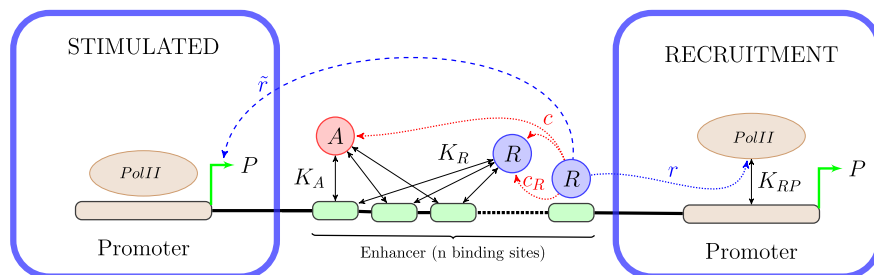 STIMULATED
RECRUITMENT
r̃
A
c
PolII
K_R
R
PolII
P
K_A
c_R
R
r
K_RP
P
Promoter
Enhancer (n binding sites)
Promoter